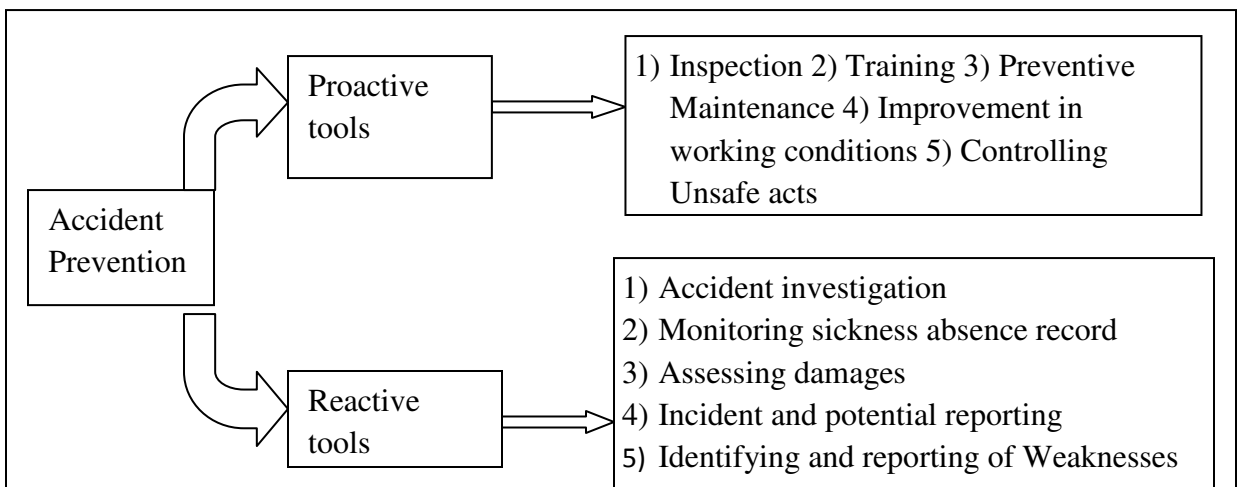 Accident
Prevention
Proactive
tools
1) Inspection 2) Training 3) Preventive
Maintenance 4) Improvement in
working conditions 5) Controlling
Unsafe acts
Reactive
tools
1) Accident investigation
2) Monitoring sickness absence record
3) Assessing damages
4) Incident and potential reporting
5) Identifying and reporting of Weaknesses